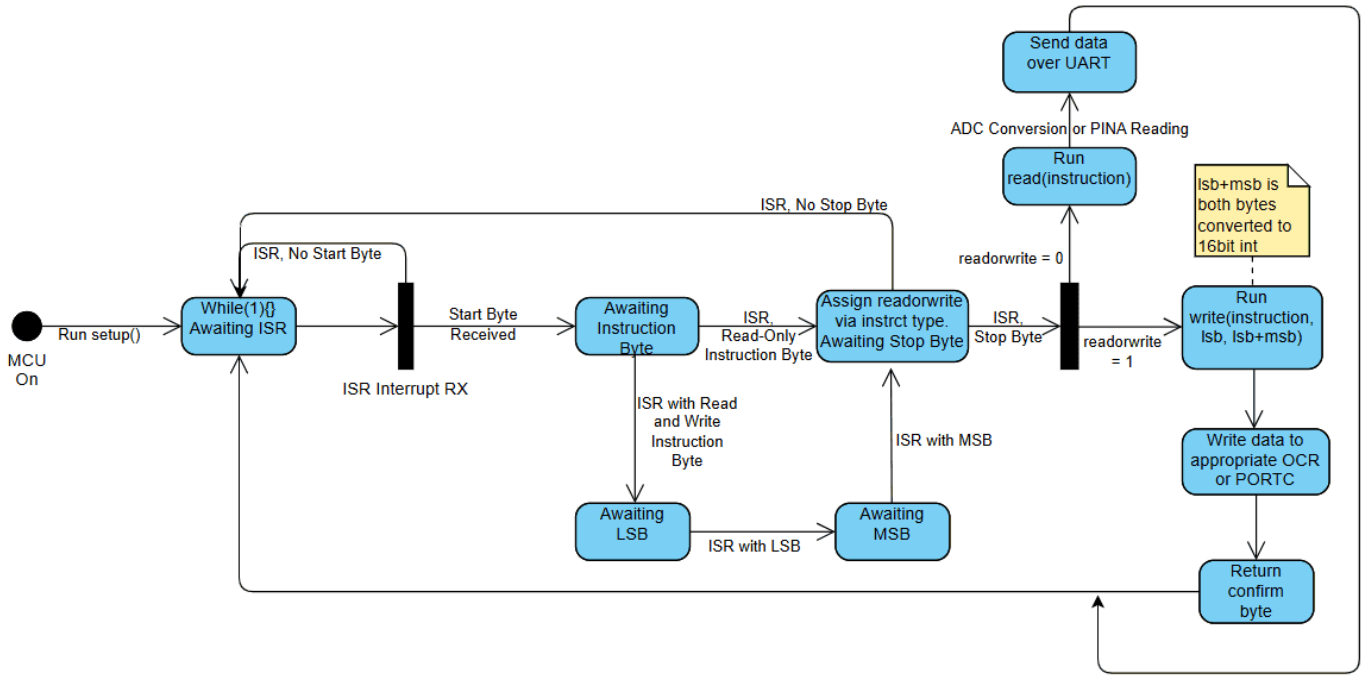 Send data
over UART
ADC Conversion or PINA Reading
Run
read(instruction)
lsb+msb is
both bytes
converted to
16bit int
ISR, No Stop Byte
ISR, No Start Byte
readorwrite = 0
While(1){}
Awaiting ISR
Run setup()
MCU
On
ISR Interrupt RX
Start Byte
Received
Awaiting
Instruction
Byte
ISR,
Read-Only
Instruction Byte
Assign readorwrite
via instrct type.
Awaiting Stop Byte
ISR,
Stop Byte
readorwrite
= 1
Run
write(instruction,
lsb, lsb+msb)
ISR with Read
and Write
Instruction
Byte
ISR with MSB
Write data to
appropriate OCR
or PORTC
Awaiting
LSB
ISR with LSB
Awaiting
MSB
Return
confirm
byte